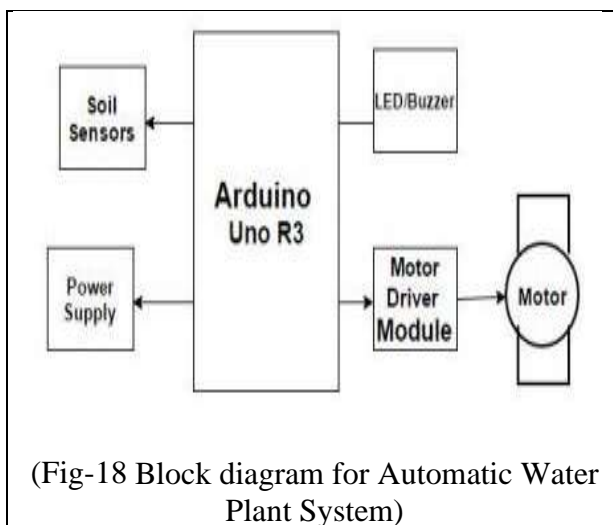 Soil
Sensors
LED/Buzzer
Arduino
Uno R3
Power
Supply
Motor
Driver
Module
Motor
(Fig-18 Block diagram for Automatic Water
Plant System)